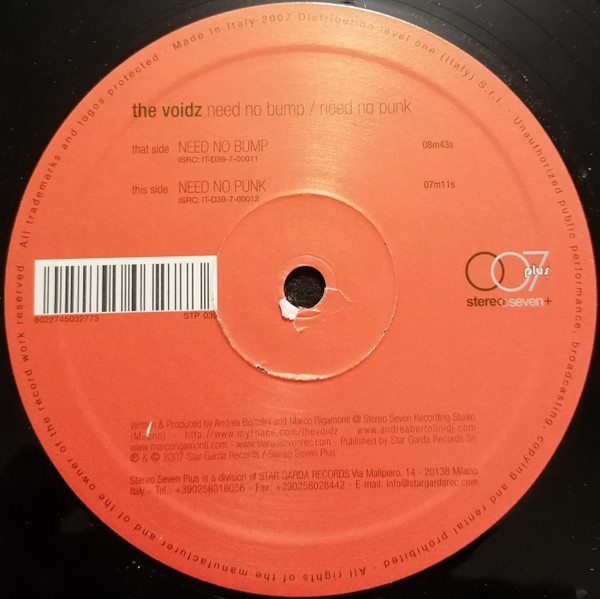 the voidz need no bump / need no punk
that side NEED NO BUMP 08m43s
ISRC: IT-D39-7-00011
this side NEED NO PUNK 07m11s
ISRC: IT-D39-7-00012
007 plus
stereoseven+
8022745032773 STP 035
Written & Produced by Andrea Bertolini and Marco Rigamonti @ Stereo Seven Recording Studio
(Milano) http://www.myspace.com/thevoidz www.andreabertolinidj.com
www.marcorigamonti.com - www.stereosevenrec.com - Published by Star Garda Records Srl
℗ & © 2007 Star Garda Records / Stereo Seven Plus
Stereo Seven Plus is a division of STAR GARDA RECORDS Via Malipiero, 14 - 20138 Milano
Italy - Tel.: +390258018056 - Fax: +390258028442 - E-mail: info@stargardarec.com
All trademarks and logos protected · Made in Italy 2007 Distribution level one (Italy) S.r.l. · Unauthorized public performance, broadcasting, copying and rental prohibited · All rights of the manufacturer and of the owner of the record work reserved ·